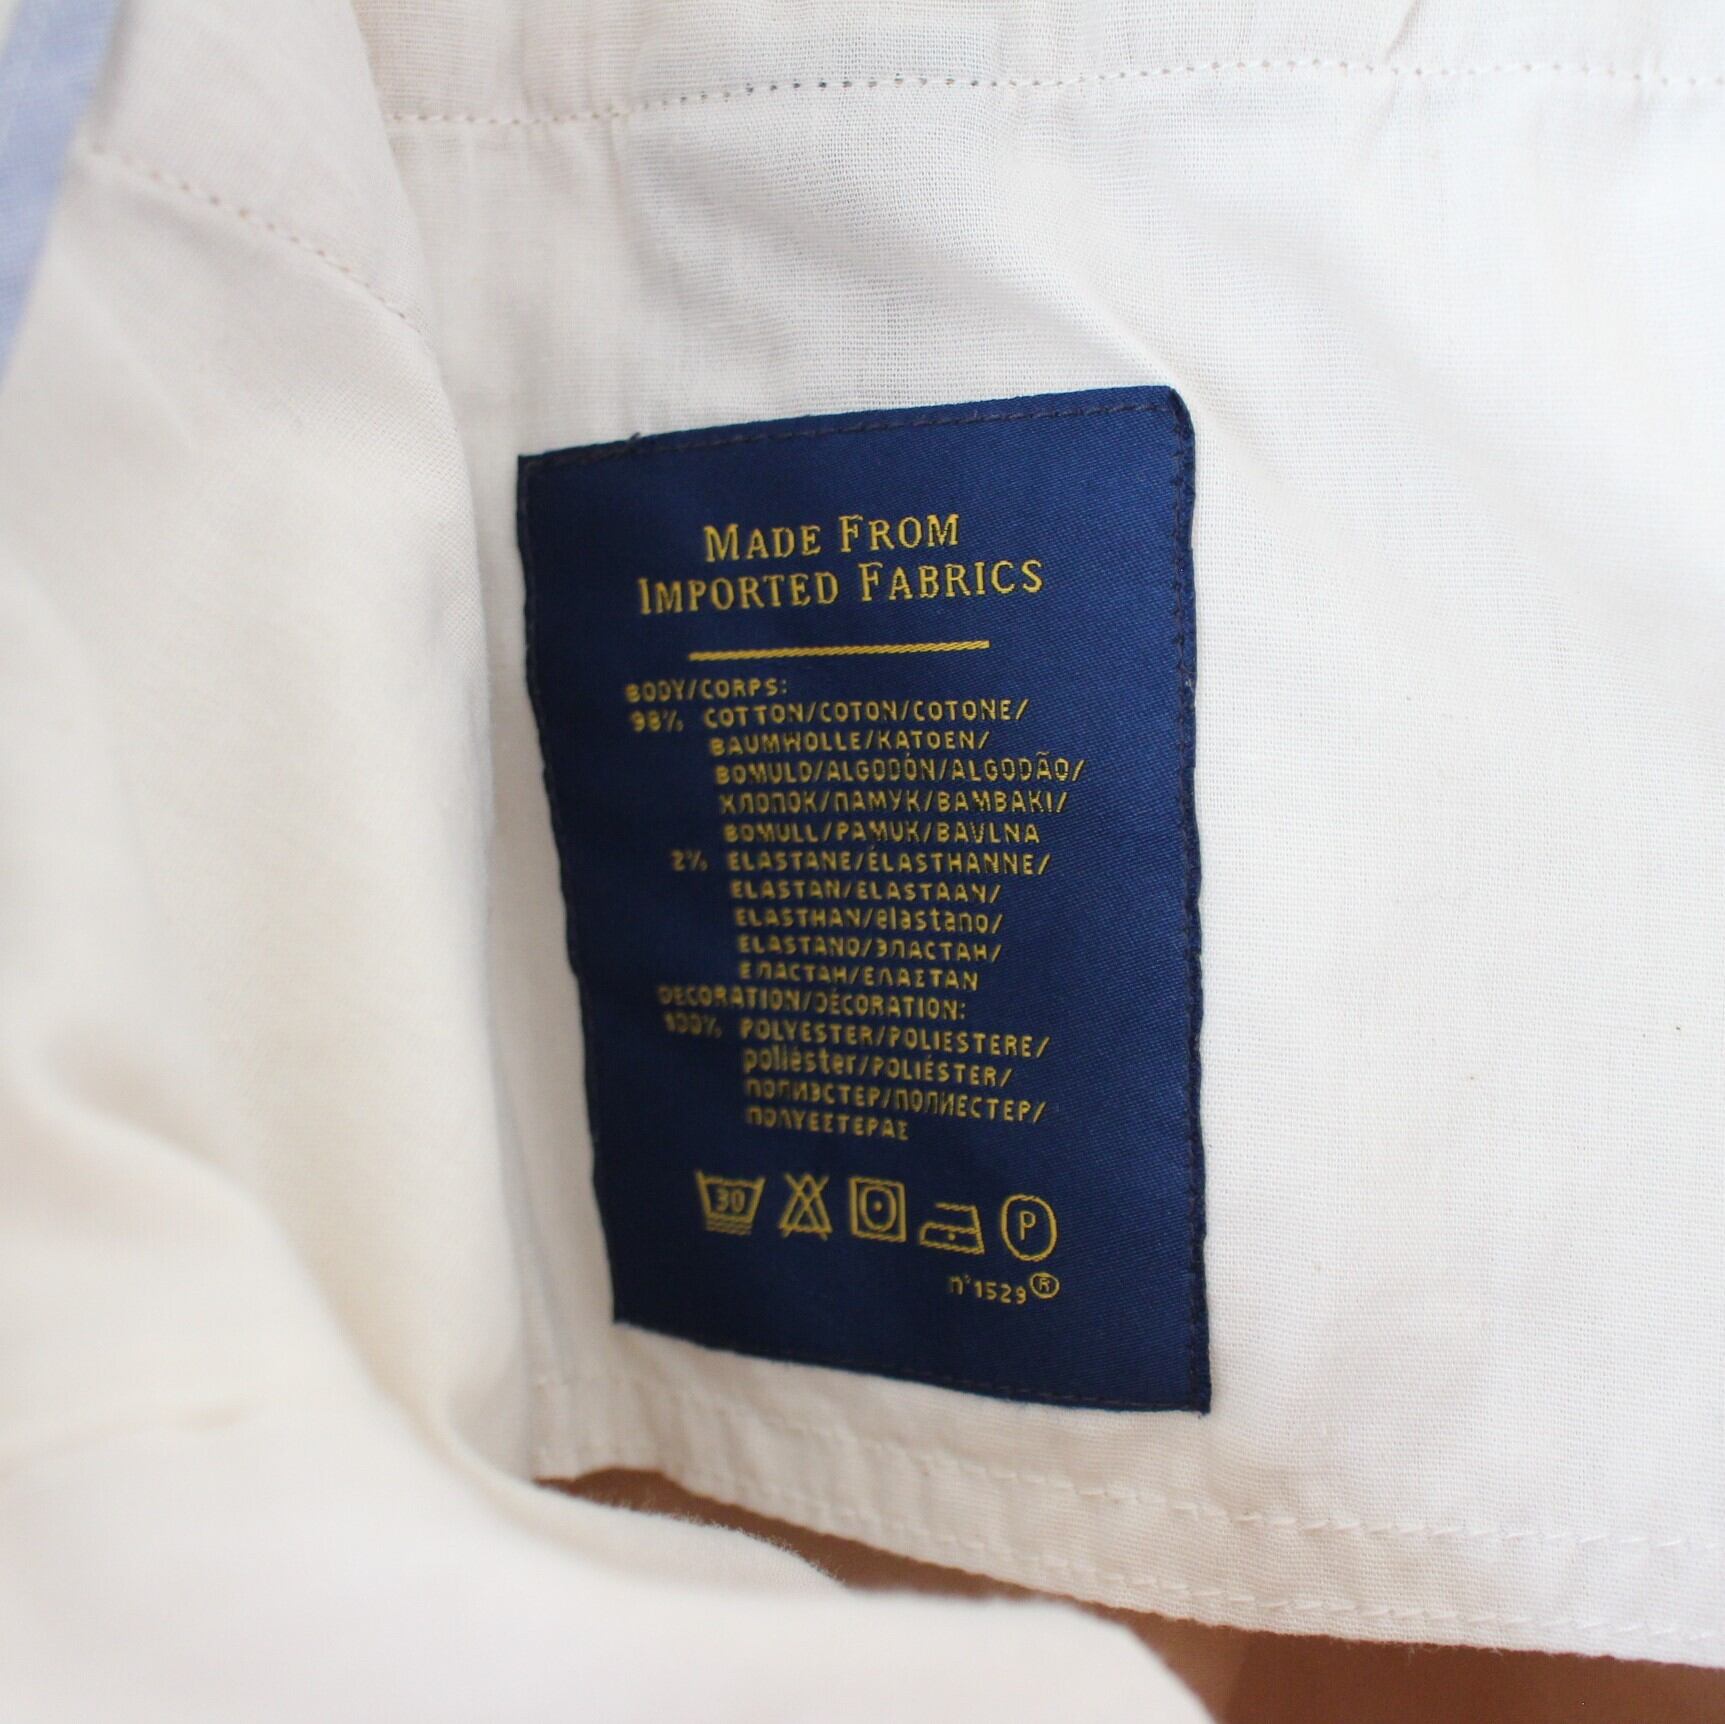 MADE FROM
IMPORTED FABRICS
BODY/CORPS:
98% COTTON/COTON/COTONE/
BAUMWOLLE/KATOEN/
BOMULD/ALGODÓN/ALGODÃO/
ХЛОПОК/ПАМУК/BAMBAKI/
BOMULL/PAMUK/BAVLNA
2% ELASTANE/ÉLASTHANNE/
ELASTAN/ELASTAAN/
ELASTHAN/elastano/
ELASTANO/ЭЛАСТАН/
ЕЛАСТАН/ΕΛΑΣΤΑΝ
DECORATION/DÉCORATION:
100% POLYESTER/POLIESTERE/
poliéster/POLIÉSTER/
ПОЛИЭСТЕР/ПОЛИЕСТЕР/
ΠΟΛΥΕΣΤΕΡΑΣ
30 P
n°1529®